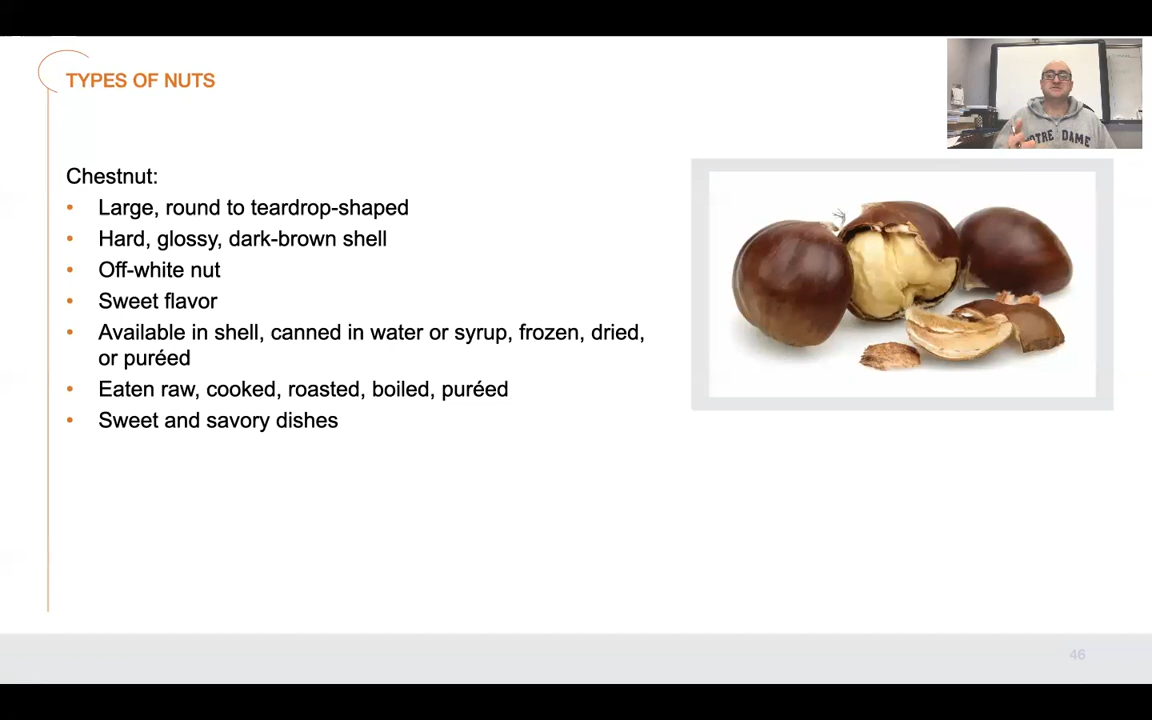 TYPES OF NUTS
OTRE DAME
Chestnut:
• Large, round to teardrop-shaped
• Hard, glossy, dark-brown shell
• Off-white nut
• Sweet flavor
• Available in shell, canned in water or syrup, frozen, dried,
or puréed
• Eaten raw, cooked, roasted, boiled, puréed
• Sweet and savory dishes
46